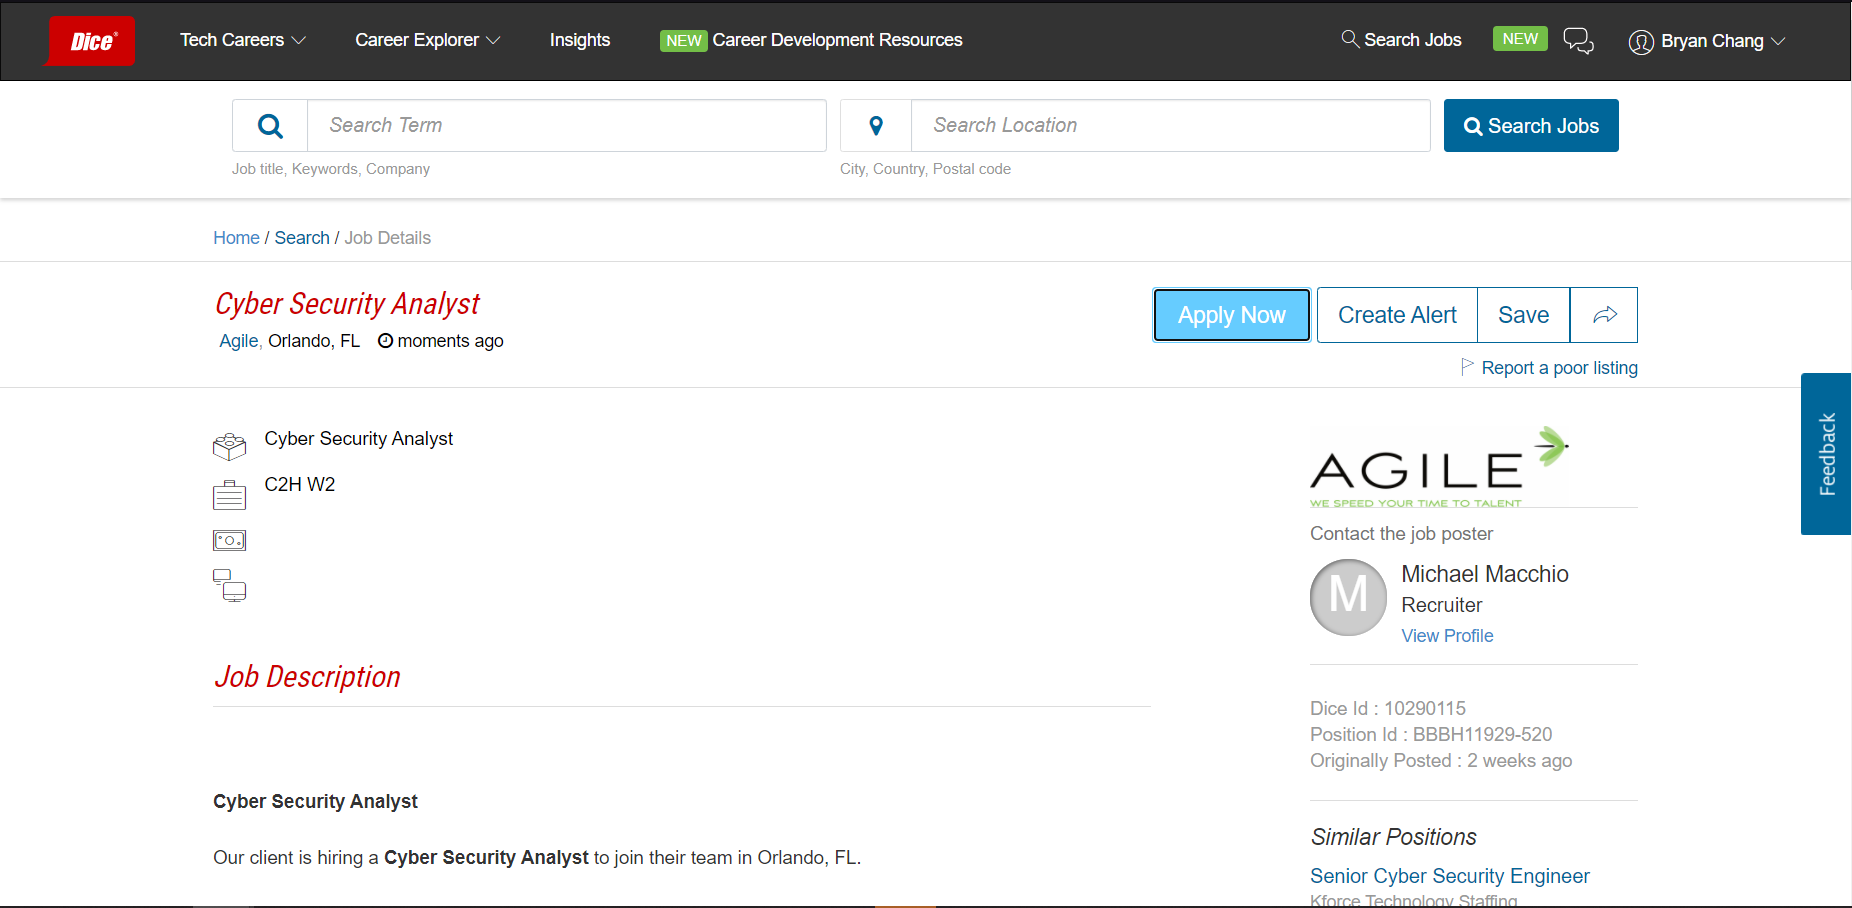 Dice®
Tech Careers
Career Explorer
Insights
NEW Career Development Resources
Search Jobs
NEW
Bryan Chang
Search Term
Search Location
Search Jobs
Job title, Keywords, Company
City, Country, Postal code
Home / Search / Job Details
Cyber Security Analyst
Agile, Orlando, FL moments ago
Apply Now
Create Alert
Save
Report a poor listing
Feedback
Cyber Security Analyst
C2H W2
AGILE
WE SPEED YOUR TIME TO TALENT
Contact the job poster
M
Michael Macchio
Recruiter
View Profile
Job Description
Dice Id : 10290115
Position Id : BBBH11929-520
Originally Posted : 2 weeks ago
Cyber Security Analyst
Our client is hiring a Cyber Security Analyst to join their team in Orlando, FL.
Similar Positions
Senior Cyber Security Engineer
Kforce Technology Staffing